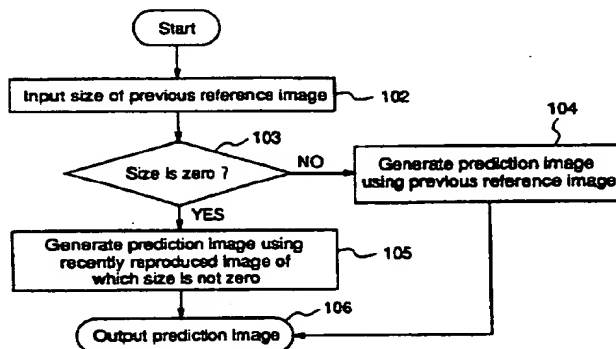 Start
Input size of previous reference image
102
103
104
Size is zero ?
NO
Generate prediction image
using previous reference image
YES
Generate prediction image using
recently reproduced image of
which size is not zero
105
106
Output prediction image